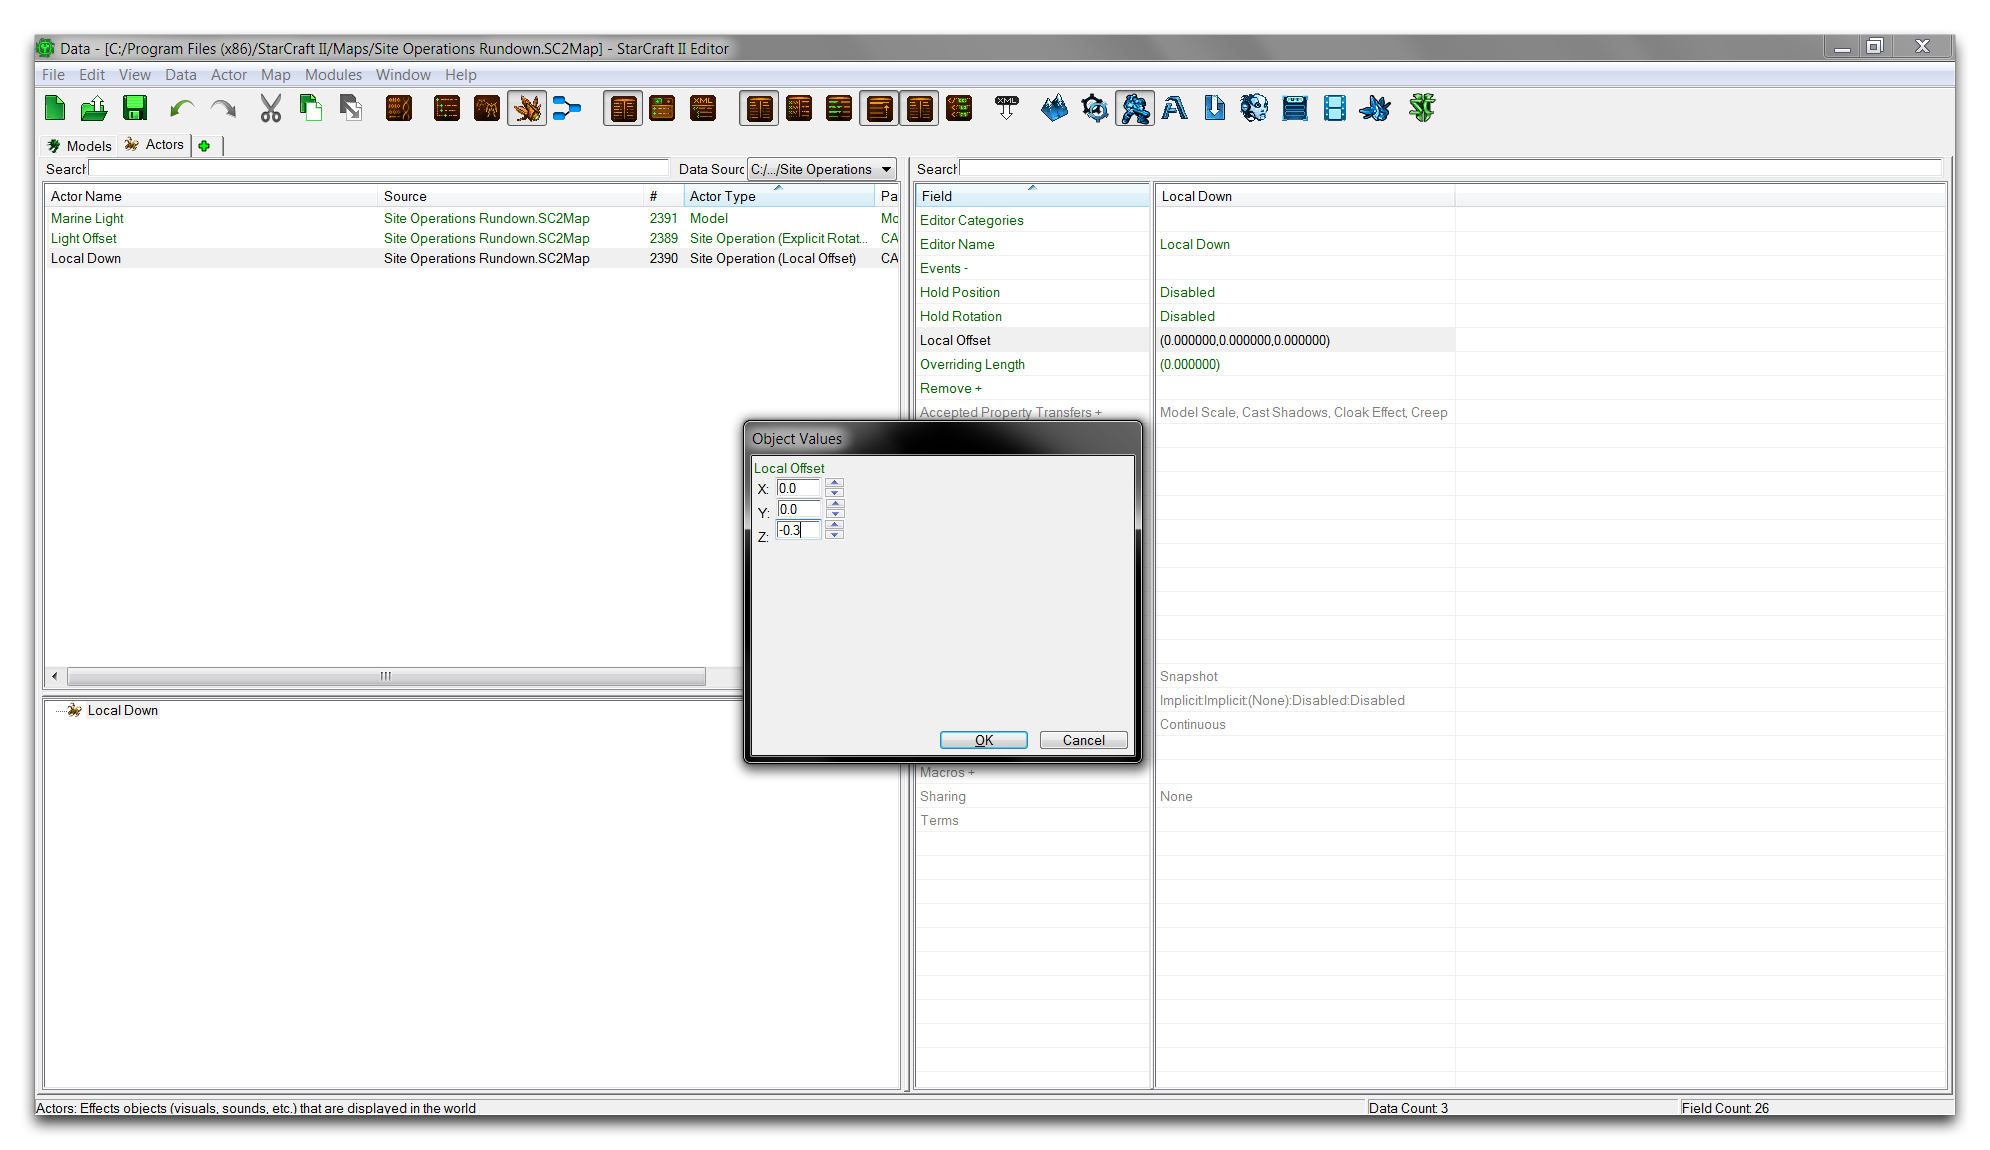 Data - [C:/Program Files (x86)/StarCraft II/Maps/Site Operations Rundown.SC2Map] - StarCraft II Editor
File Edit View Data Actor Map Modules Window Help
Models Actors
Search Data Sourc C:/.../Site Operations
Actor Name Source # Actor Type Pa
Marine Light Site Operations Rundown.SC2Map 2391 Model Mc
Light Offset Site Operations Rundown.SC2Map 2389 Site Operation (Explicit Rotat... CA
Local Down Site Operations Rundown.SC2Map 2390 Site Operation (Local Offset) CA
Local Down
Search
Field Local Down
Editor Categories
Editor Name Local Down
Events -
Hold Position Disabled
Hold Rotation Disabled
Local Offset (0.000000,0.000000,0.000000)
Overriding Length (0.000000)
Remove +
Accepted Property Transfers + Model Scale, Cast Shadows, Cloak Effect, Creep
Snapshot
Implicit:Implicit:(None):Disabled:Disabled
Continuous
Macros +
Sharing None
Terms
Object Values
Local Offset
X: 0.0
Y: 0.0
Z: -0.3
OK Cancel
Actors: Effects objects (visuals, sounds, etc.) that are displayed in the world Data Count: 3 Field Count: 26